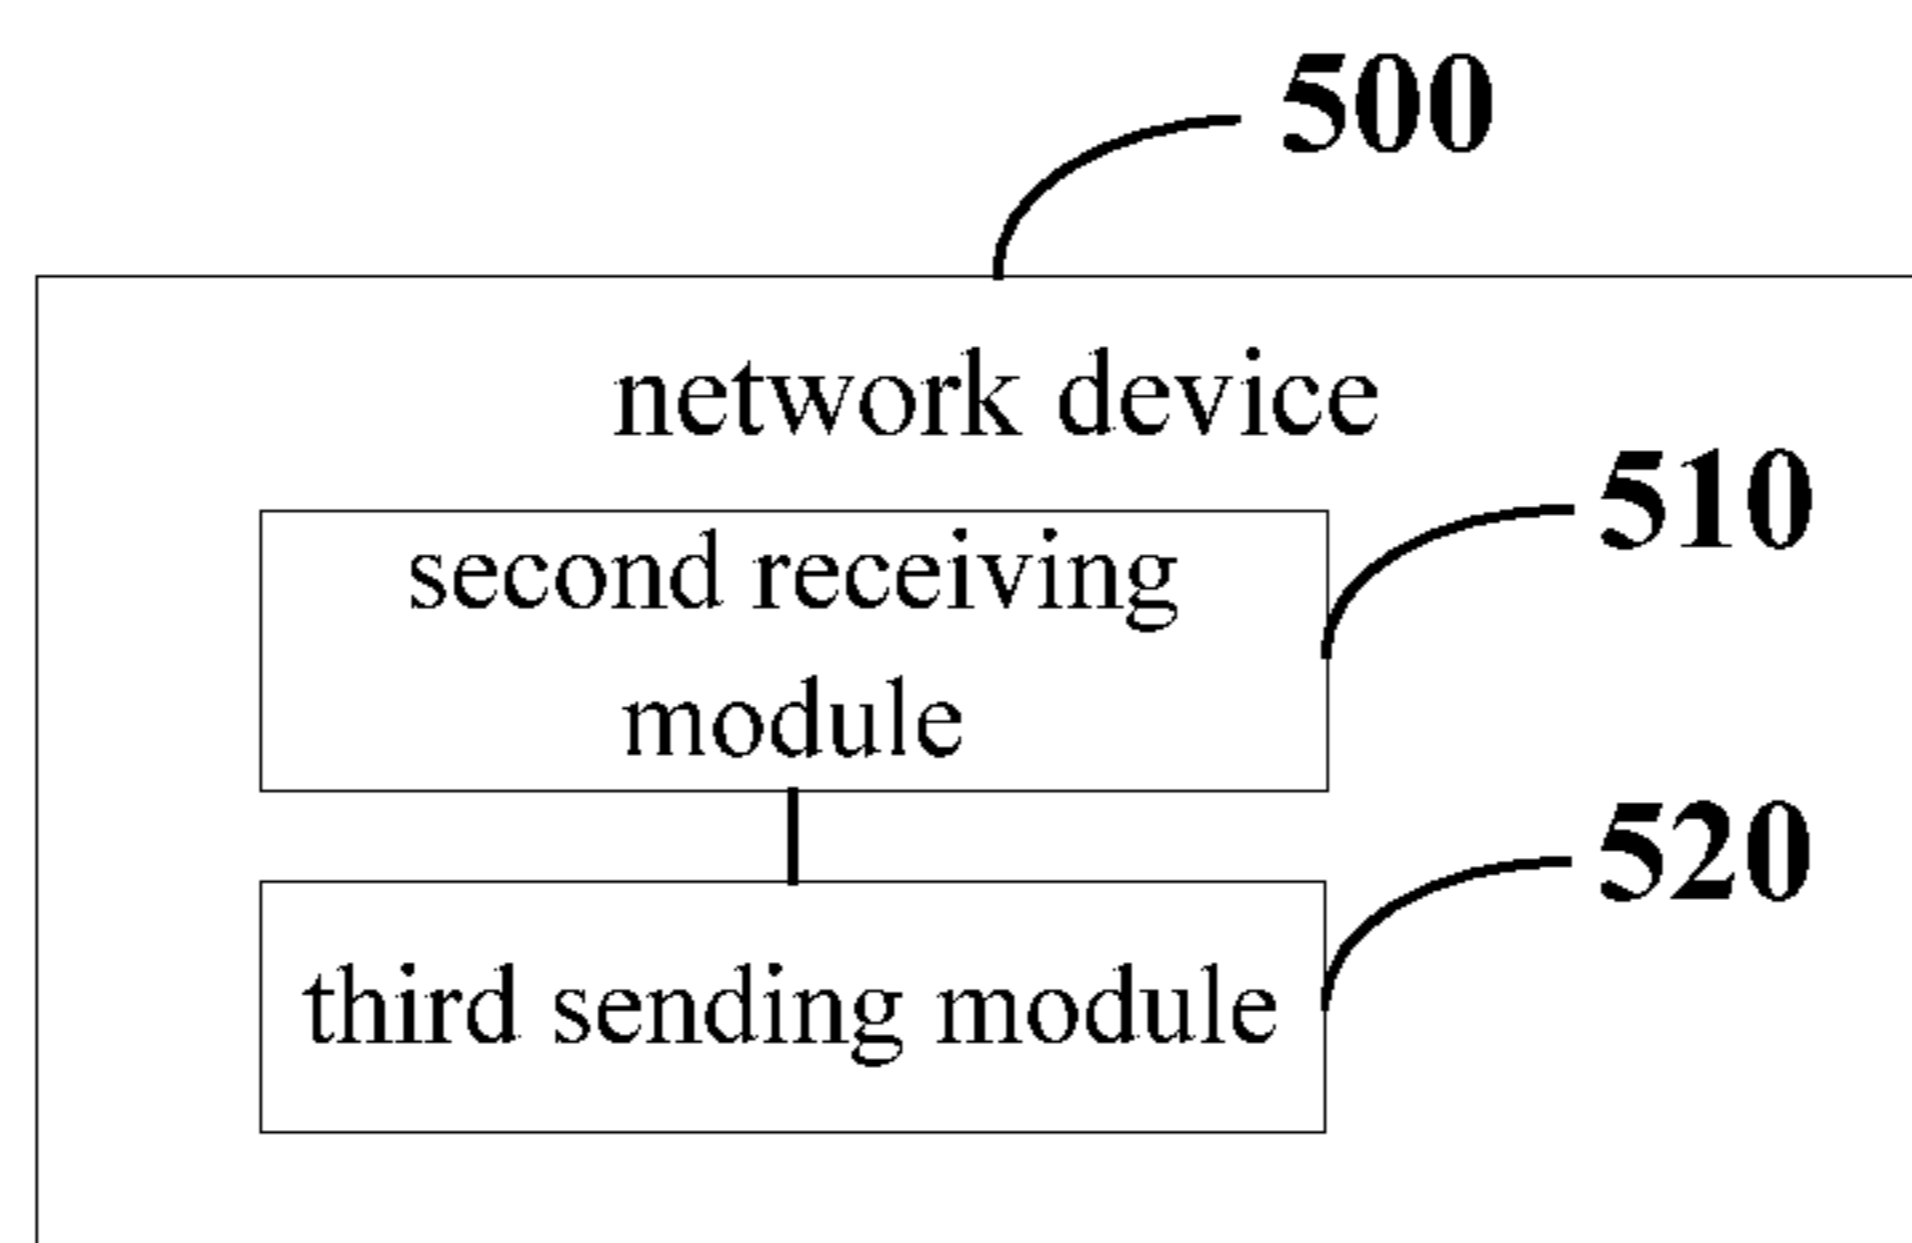 500
network device
510
second receiving
module
520
third sending module